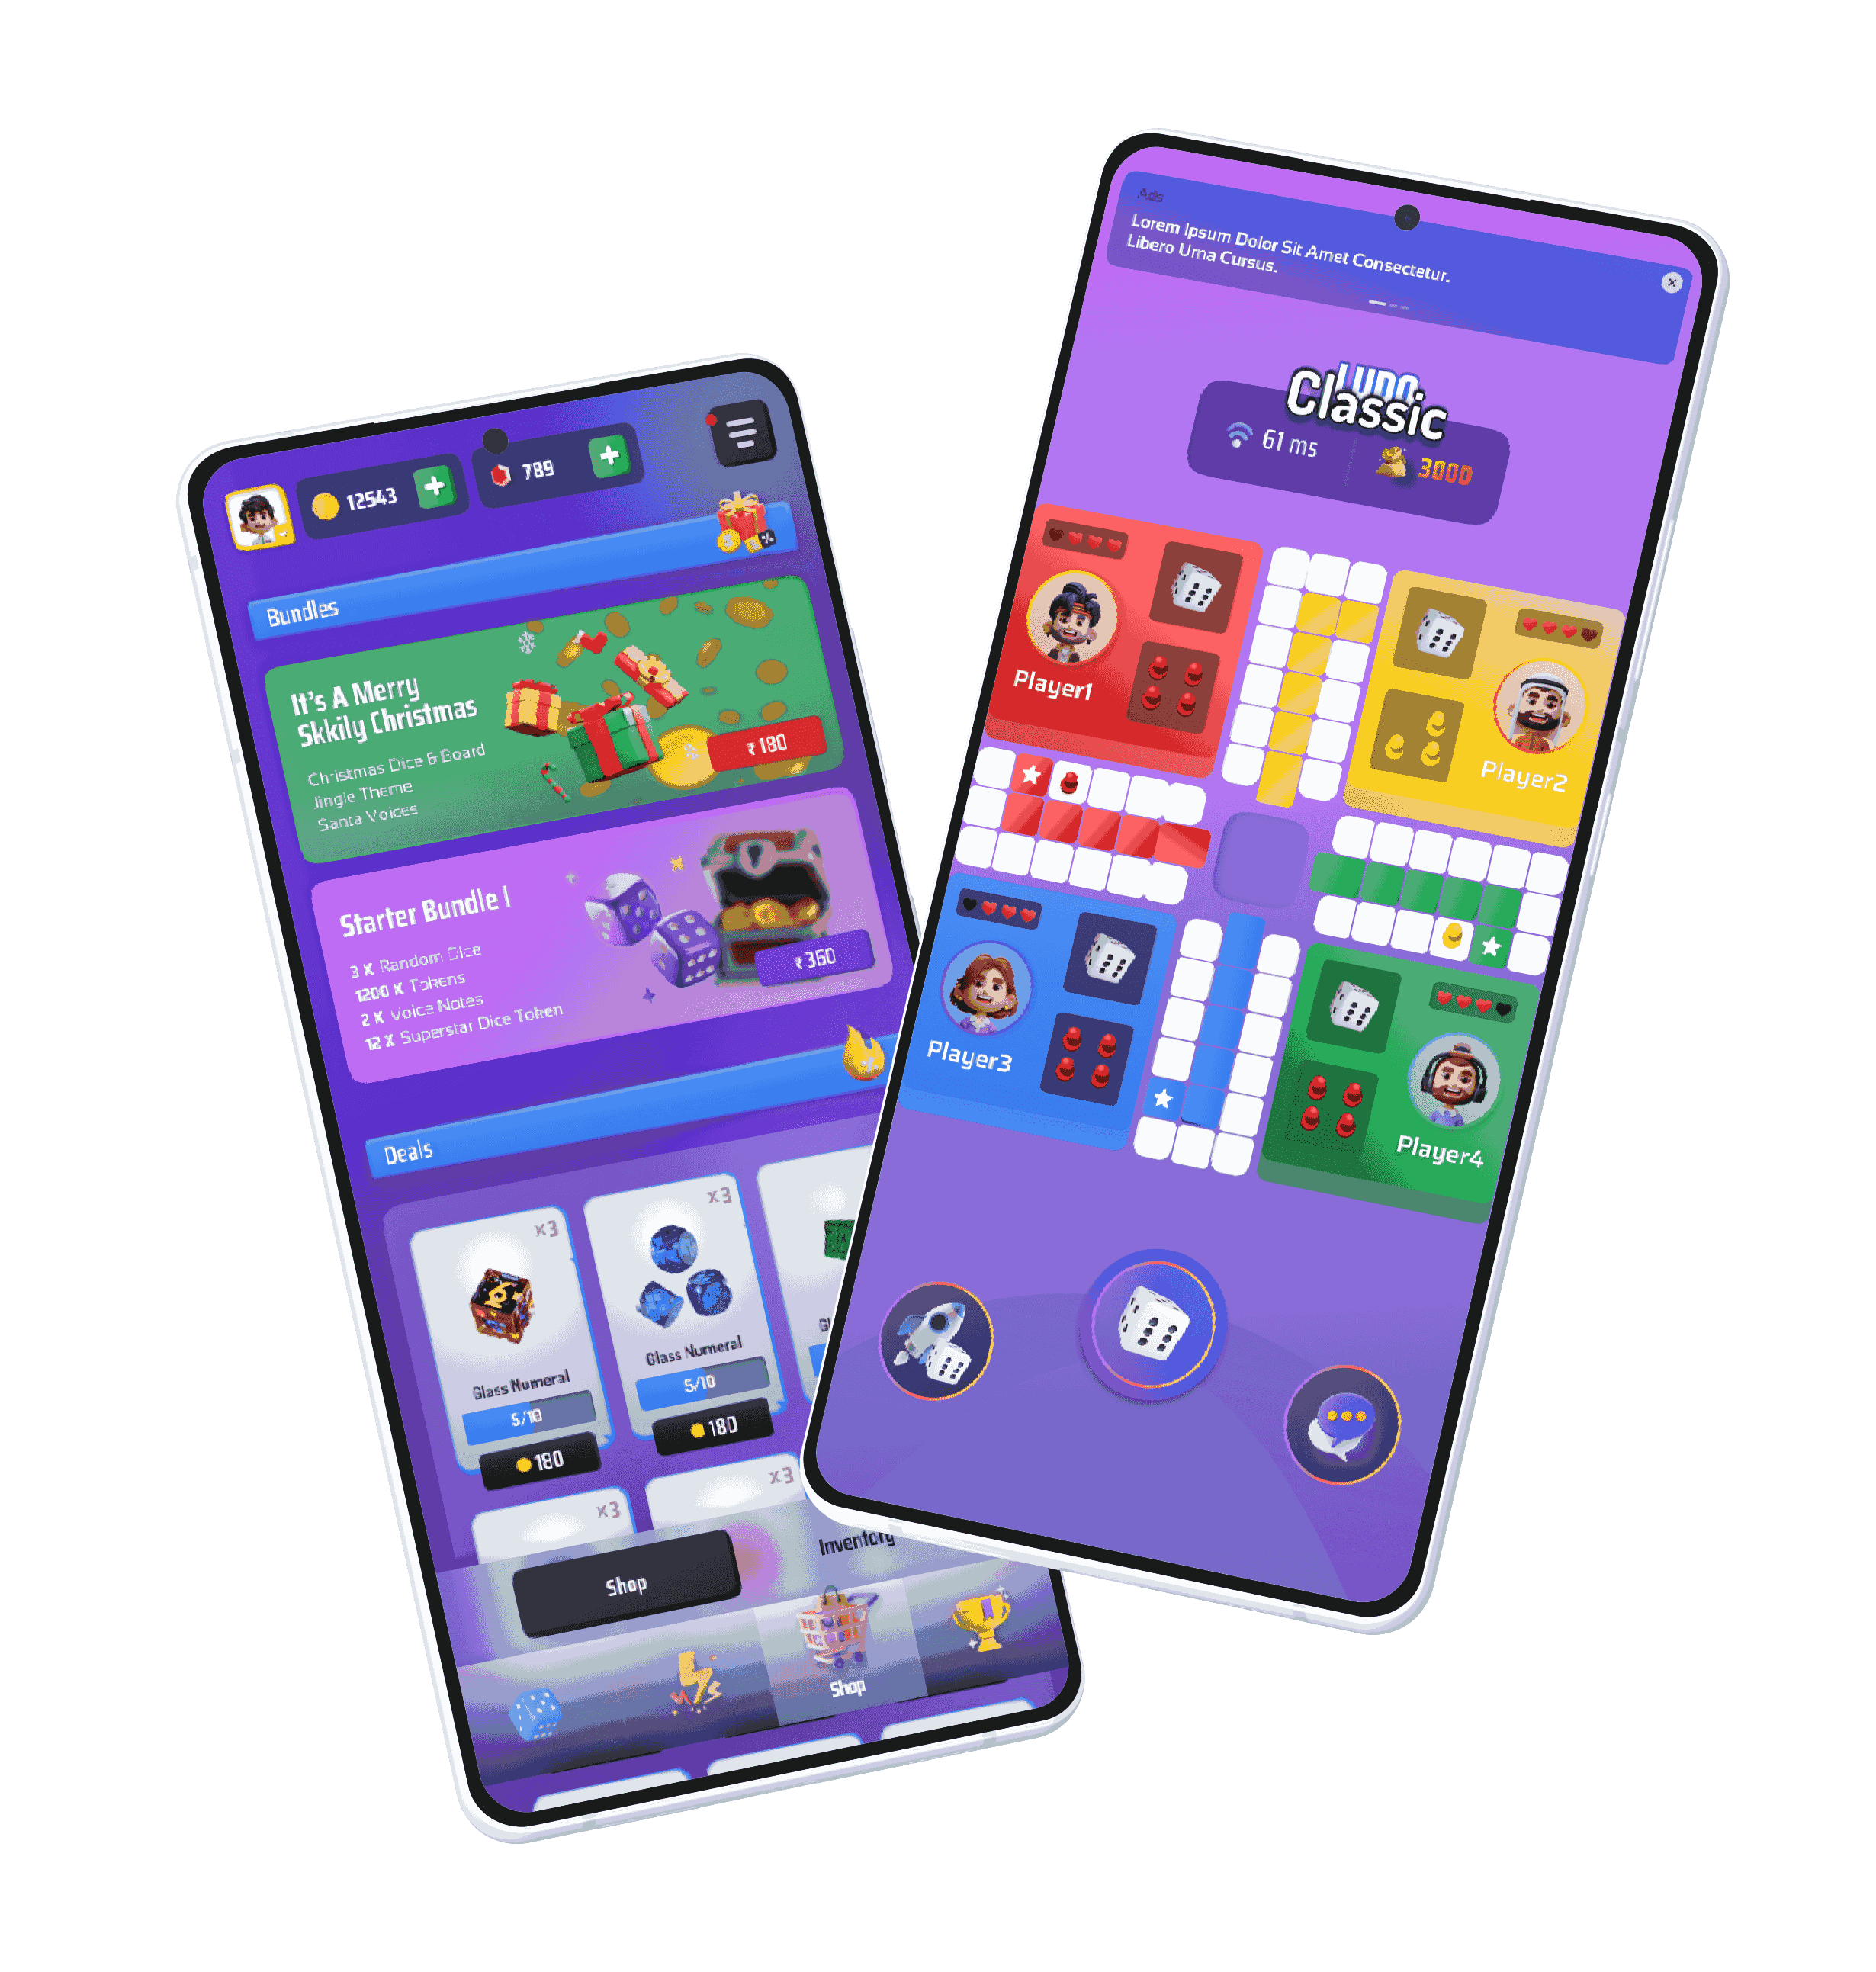 12543
789
Bundles
It's A Merry
Skkily Christmas
Christmas Dice & Board
Jingle Theme
Santa Voices
₹180
Starter Bundle I
3 X Random Dice
1200 X Tokens
2 X Voice Notes
12 X Superstar Dice Token
₹360
Deals
x3
Glass Numeral
5/10
180
x3
Glass Numeral
5/10
180
Gl
x3
x3
Shop
Inventory
Shop
Ads
Lorem Ipsum Dolor Sit Amet Consectetur.
Libero Urna Cursus.
LUDO
Classic
61 ms
3000
Player1
Player2
Player3
Player4